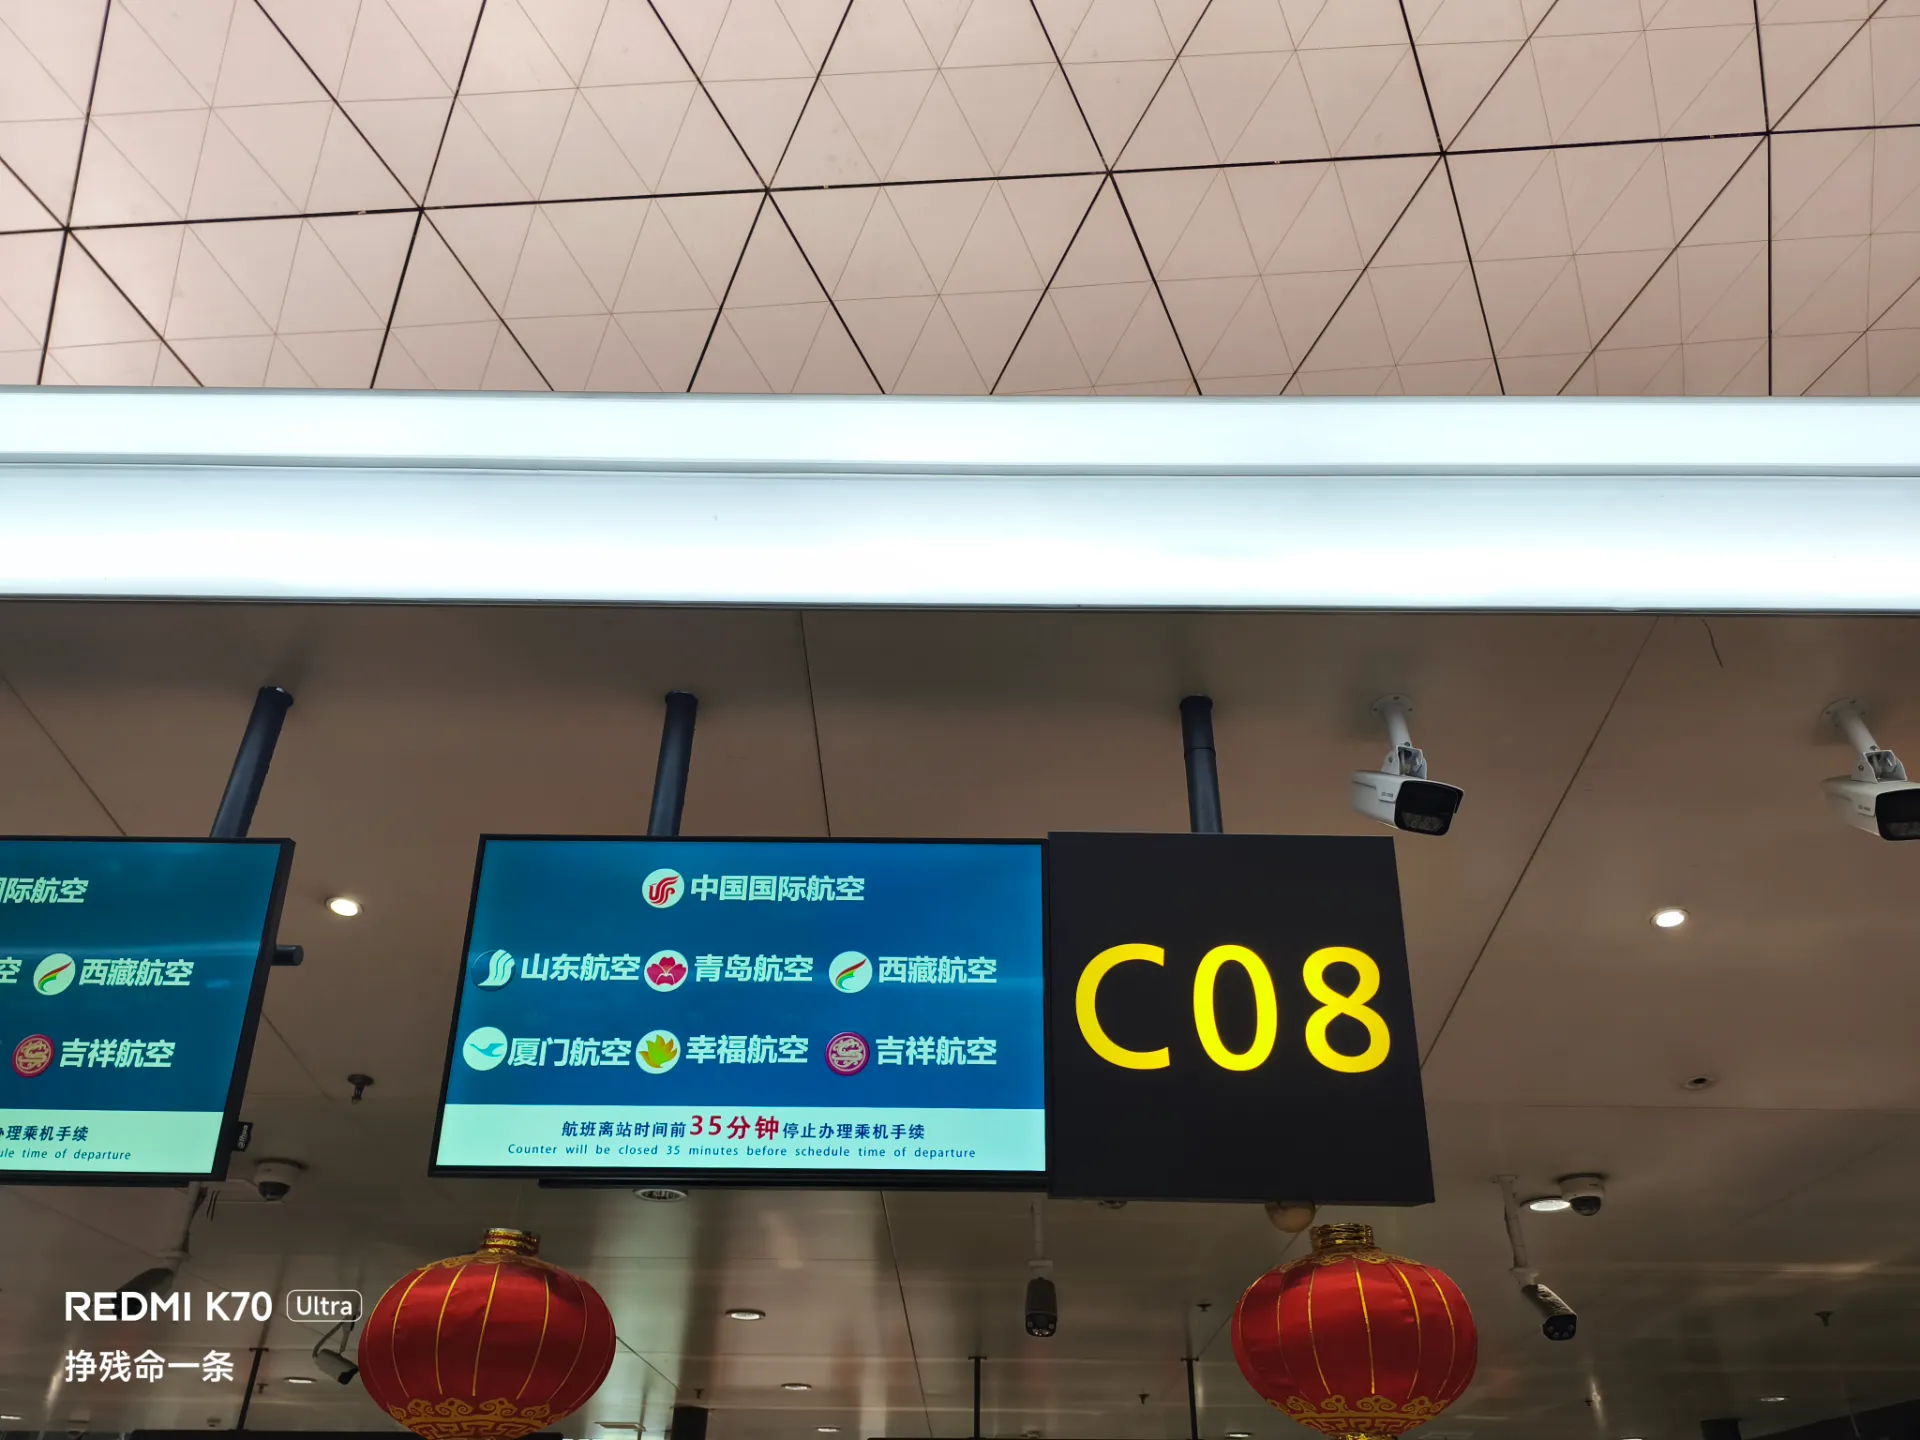 际航空
空 西藏航空
吉祥航空
办理乘机手续
ule time of departure
中国国际航空
山东航空 青岛航空 西藏航空
厦门航空 幸福航空 吉祥航空
航班离站时间前35分钟停止办理乘机手续
Counter will be closed 35 minutes before schedule time of departure
C08
REDMI K70 Ultra
挣残命一条